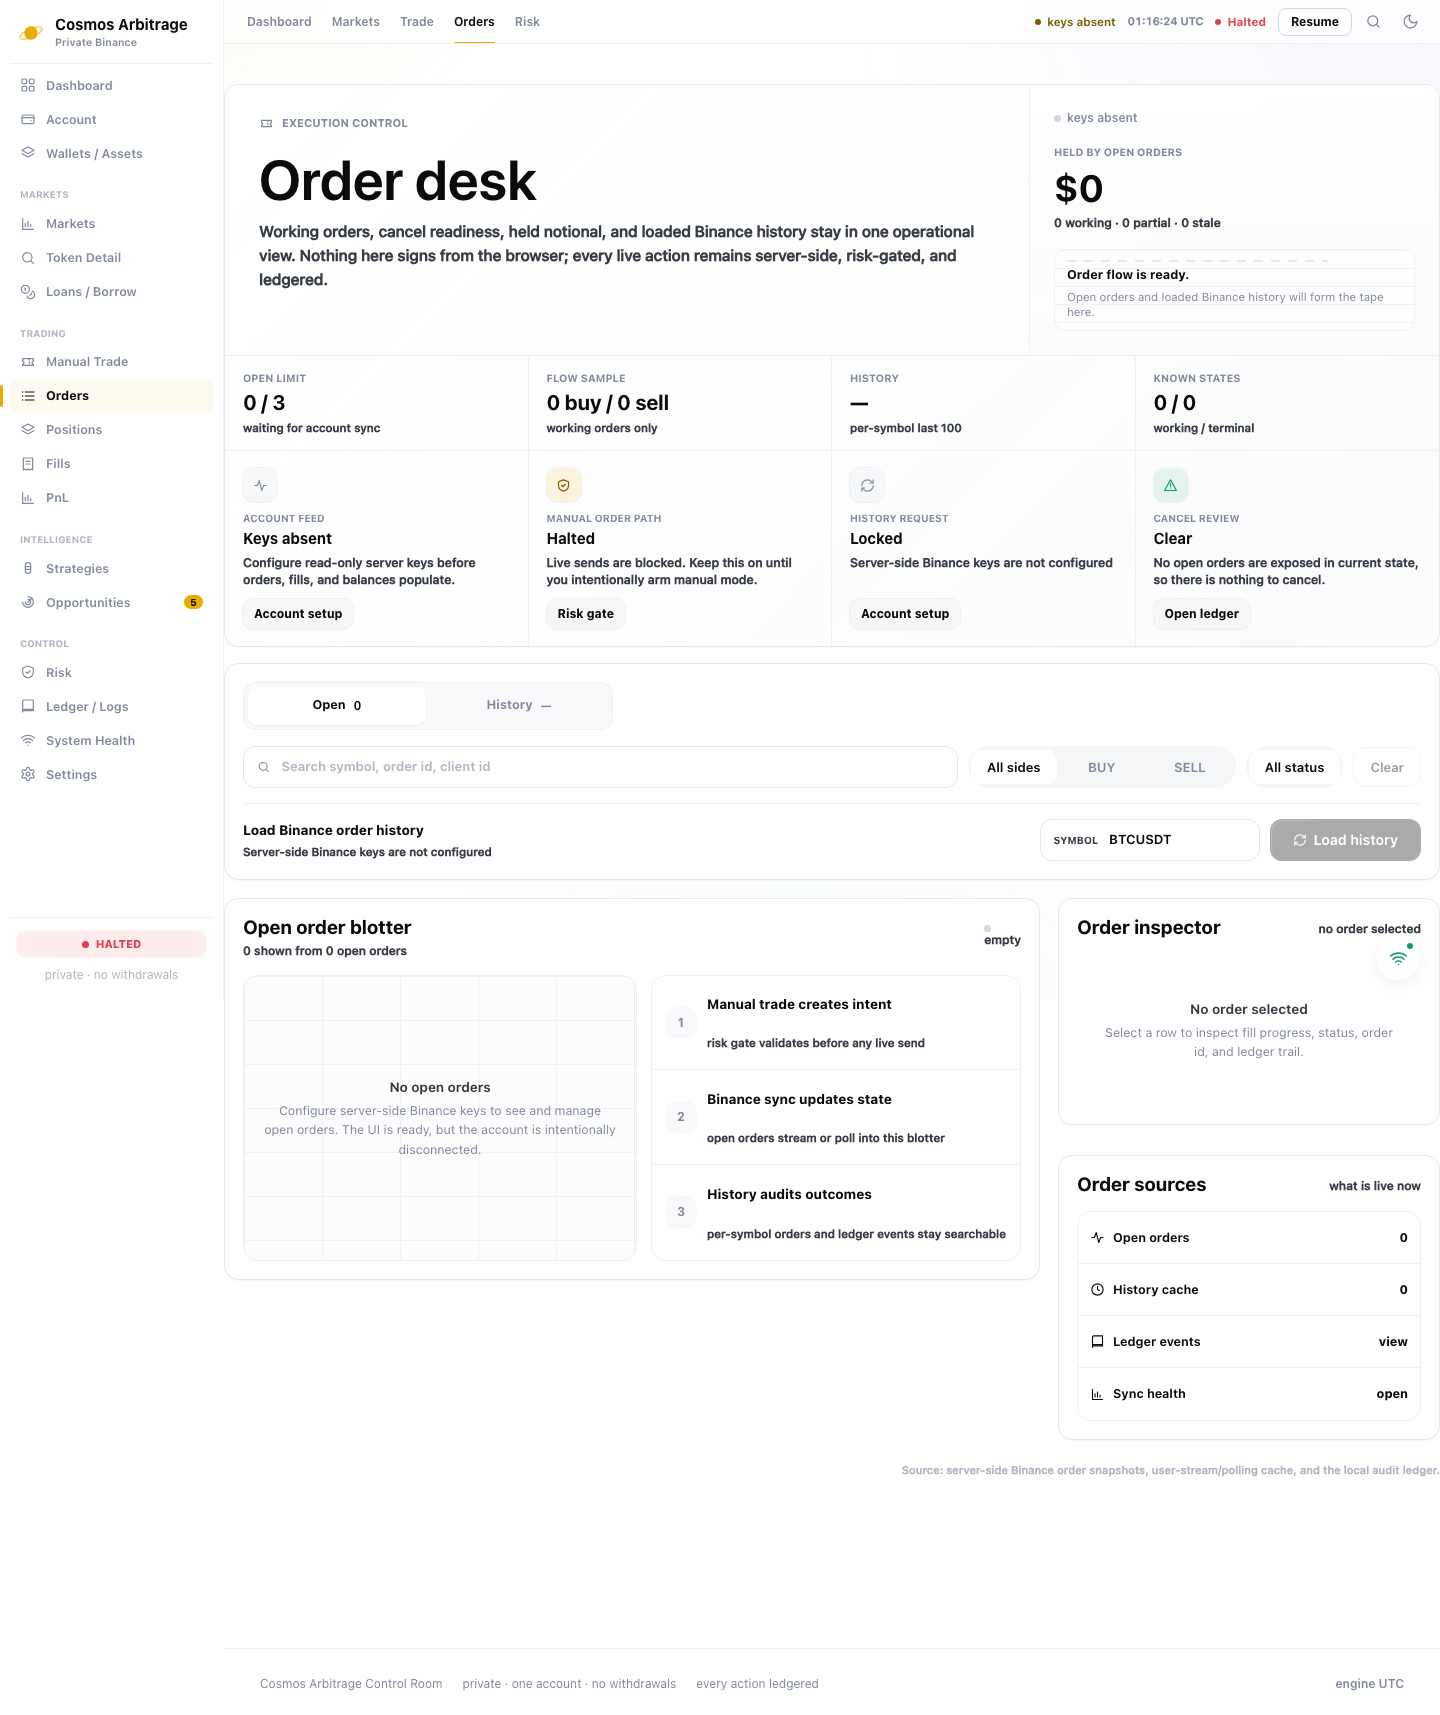 Cosmos Arbitrage
Private Binance
Dashboard
Account
Wallets / Assets
MARKETS
Markets
Token Detail
Loans / Borrow
TRADING
Manual Trade
Orders
Positions
Fills
PnL
INTELLIGENCE
Strategies
Opportunities 5
CONTROL
Risk
Ledger / Logs
System Health
Settings
HALTED
private · no withdrawals
Dashboard Markets Trade Orders Risk
keys absent 01:16:24 UTC Halted Resume
EXECUTION CONTROL
Order desk
Working orders, cancel readiness, held notional, and loaded Binance history stay in one operational
view. Nothing here signs from the browser; every live action remains server-side, risk-gated, and
ledgered.
keys absent
HELD BY OPEN ORDERS
$0
0 working · 0 partial · 0 stale
Order flow is ready.
Open orders and loaded Binance history will form the tape
here.
OPEN LIMIT
0 / 3
waiting for account sync
FLOW SAMPLE
0 buy / 0 sell
working orders only
HISTORY
—
per-symbol last 100
KNOWN STATES
0 / 0
working / terminal
ACCOUNT FEED
Keys absent
Configure read-only server keys before
orders, fills, and balances populate.
Account setup
MANUAL ORDER PATH
Halted
Live sends are blocked. Keep this on until
you intentionally arm manual mode.
Risk gate
HISTORY REQUEST
Locked
Server-side Binance keys are not configured
Account setup
CANCEL REVIEW
Clear
No open orders are exposed in current state,
so there is nothing to cancel.
Open ledger
Open 0 History —
Search symbol, order id, client id
All sides BUY SELL All status Clear
Load Binance order history
Server-side Binance keys are not configured
SYMBOL BTCUSDT Load history
Open order blotter
0 shown from 0 open orders
empty
No open orders
Configure server-side Binance keys to see and manage
open orders. The UI is ready, but the account is intentionally
disconnected.
1 Manual trade creates intent
risk gate validates before any live send
2 Binance sync updates state
open orders stream or poll into this blotter
3 History audits outcomes
per-symbol orders and ledger events stay searchable
Order inspector
no order selected
No order selected
Select a row to inspect fill progress, status, order
id, and ledger trail.
Order sources
what is live now
Open orders 0
History cache 0
Ledger events view
Sync health open
Source: server-side Binance order snapshots, user-stream/polling cache, and the local audit ledger.
Cosmos Arbitrage Control Room private · one account · no withdrawals every action ledgered engine UTC